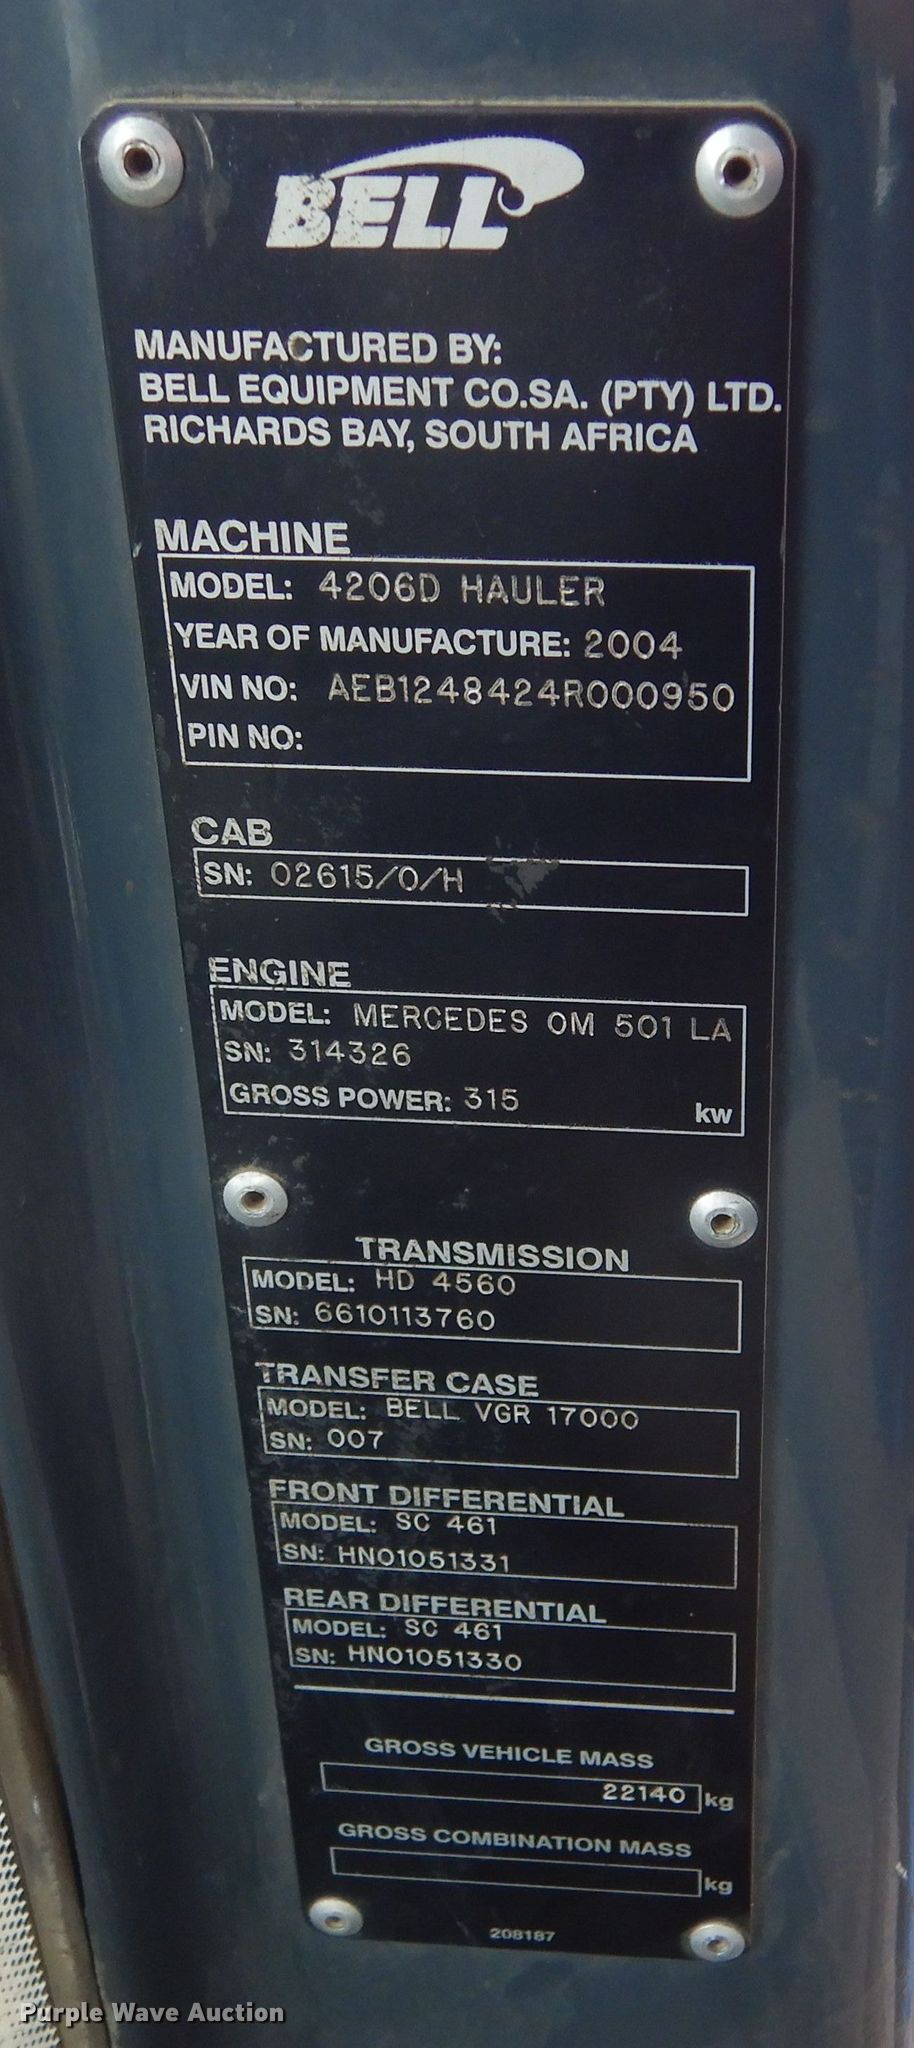 BELL
MANUFACTURED BY:
BELL EQUIPMENT CO.SA. (PTY) LTD.
RICHARDS BAY, SOUTH AFRICA
MACHINE
MODEL: 4206D HAULER
YEAR OF MANUFACTURE: 2004
VIN NO: AEB1248424R000950
PIN NO:
CAB
SN: 02615/0/H
ENGINE
MODEL: MERCEDES OM 501 LA
SN: 314326
GROSS POWER: 315 kw
TRANSMISSION
MODEL: HD 4560
SN: 6610113760
TRANSFER CASE
MODEL: BELL VGR 17000
SN: 007
FRONT DIFFERENTIAL
MODEL: SC 461
SN: HN01051331
REAR DIFFERENTIAL
MODEL: SC 461
SN: HN01051330
GROSS VEHICLE MASS
22140 kg
GROSS COMBINATION MASS
kg
208187
Purple Wave Auction